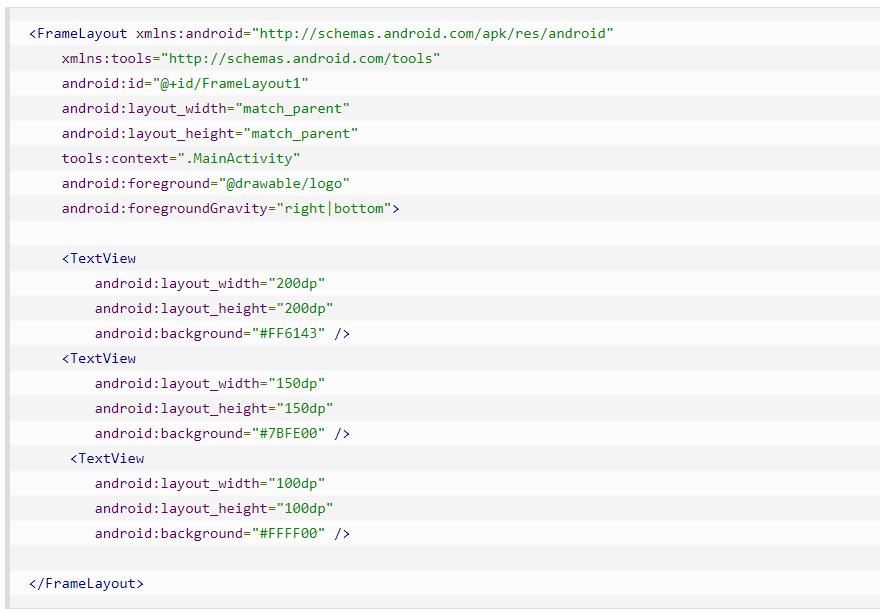 <FrameLayout xmlns:android="http://schemas.android.com/apk/res/android"
    xmlns:tools="http://schemas.android.com/tools"
    android:id="@+id/FrameLayout1"
    android:layout_width="match_parent"
    android:layout_height="match_parent"
    tools:context=".MainActivity"
    android:foreground="@drawable/logo"
    android:foregroundGravity="right|bottom">

    <TextView
        android:layout_width="200dp"
        android:layout_height="200dp"
        android:background="#FF6143" />
    <TextView
        android:layout_width="150dp"
        android:layout_height="150dp"
        android:background="#7BFE00" />
     <TextView
        android:layout_width="100dp"
        android:layout_height="100dp"
        android:background="#FFFF00" />

</FrameLayout>